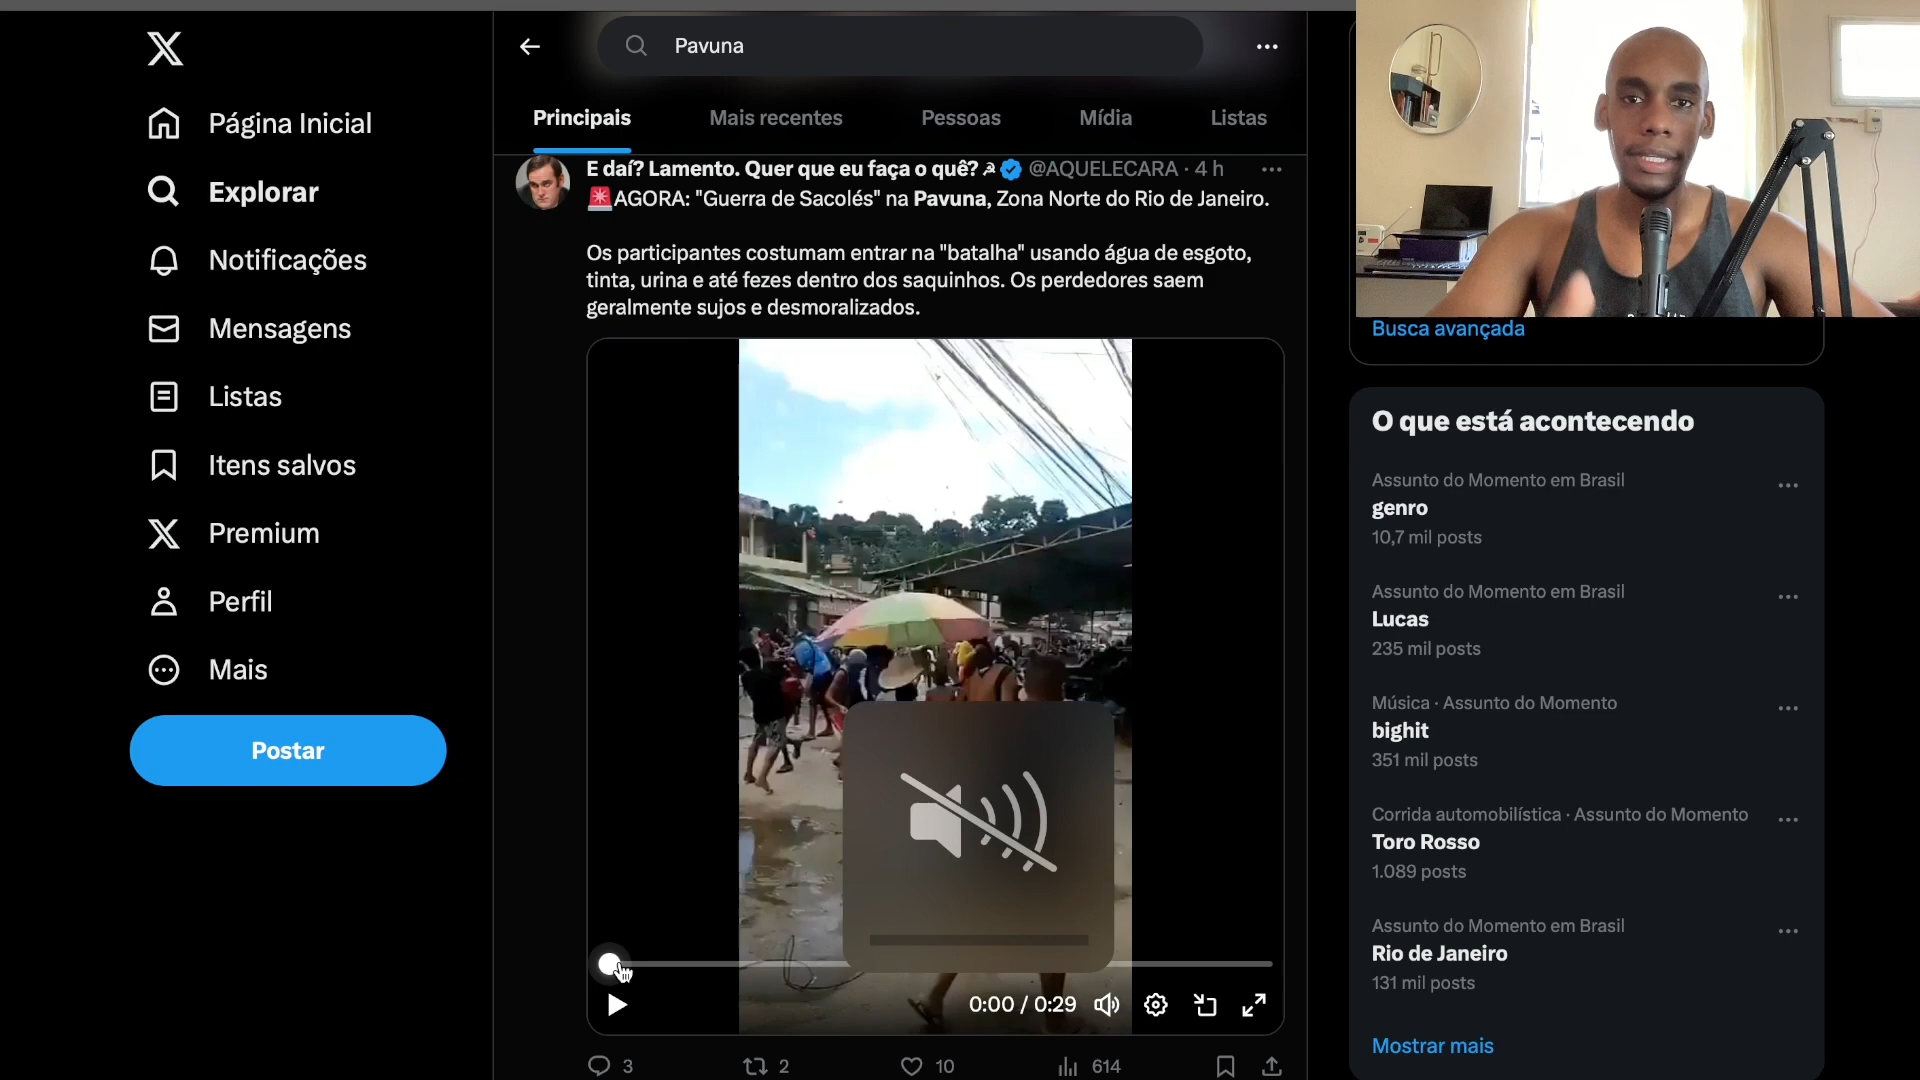 Pavuna
Principais
Mais recentes
Pessoas
Mídia
Listas
Página Inicial
Explorar
Notificações
Mensagens
Listas
Itens salvos
Premium
Perfil
Mais
Postar
E daí? Lamento. Quer que eu faça o quê? @AQUELECARA · 4 h
🚨AGORA: "Guerra de Sacolés" na Pavuna, Zona Norte do Rio de Janeiro.
Os participantes costumam entrar na "batalha" usando água de esgoto,
tinta, urina e até fezes dentro dos saquinhos. Os perdedores saem
geralmente sujos e desmoralizados.
0:00 / 0:29
3
2
10
614
Busca avançada
O que está acontecendo
Assunto do Momento em Brasil
genro
10,7 mil posts
Assunto do Momento em Brasil
Lucas
235 mil posts
Música · Assunto do Momento
bighit
351 mil posts
Corrida automobilística · Assunto do Momento
Toro Rosso
1.089 posts
Assunto do Momento em Brasil
Rio de Janeiro
131 mil posts
Mostrar mais